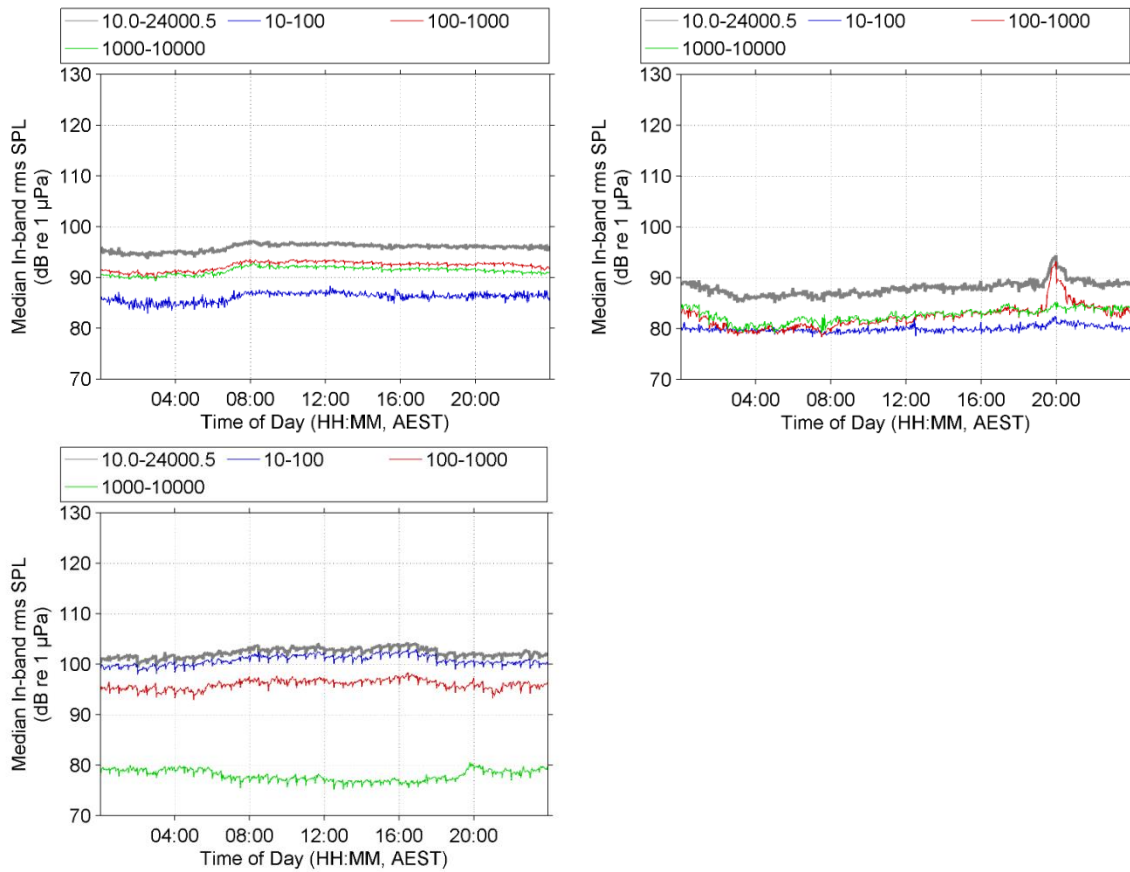 10.0-24000.5 10-100 100-1000
1000-10000
130
120
110
100
90
80
70
Median In-band rms SPL
(dB re 1 µPa)
04:00 08:00 12:00 16:00 20:00
Time of Day (HH:MM, AEST)
10.0-24000.5 10-100 100-1000
1000-10000
130
120
110
100
90
80
70
Median In-band rms SPL
(dB re 1 µPa)
04:00 08:00 12:00 16:00 20:00
Time of Day (HH:MM, AEST)
10.0-24000.5 10-100 100-1000
1000-10000
130
120
110
100
90
80
70
Median In-band rms SPL
(dB re 1 µPa)
04:00 08:00 12:00 16:00 20:00
Time of Day (HH:MM, AEST)